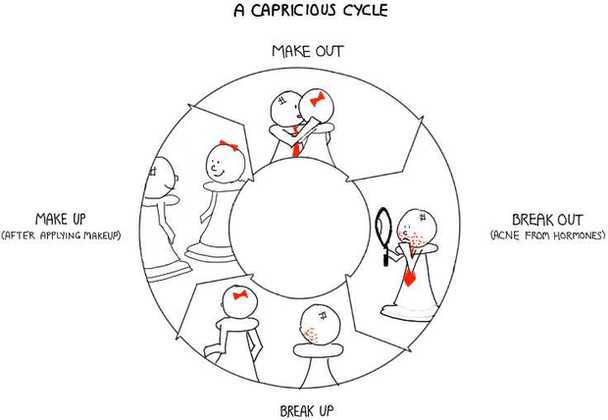 A CAPRICIOUS CYCLE
MAKE OUT
MAKE UP
(AFTER APPLYING MAKEUP)
BREAK OUT
(ACNE FROM HORMONES)
BREAK UP